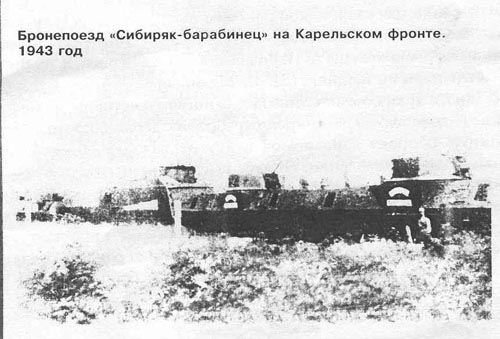 Бронепоезд «Сибиряк-барабинец» на Карельском фронте.
1943 год